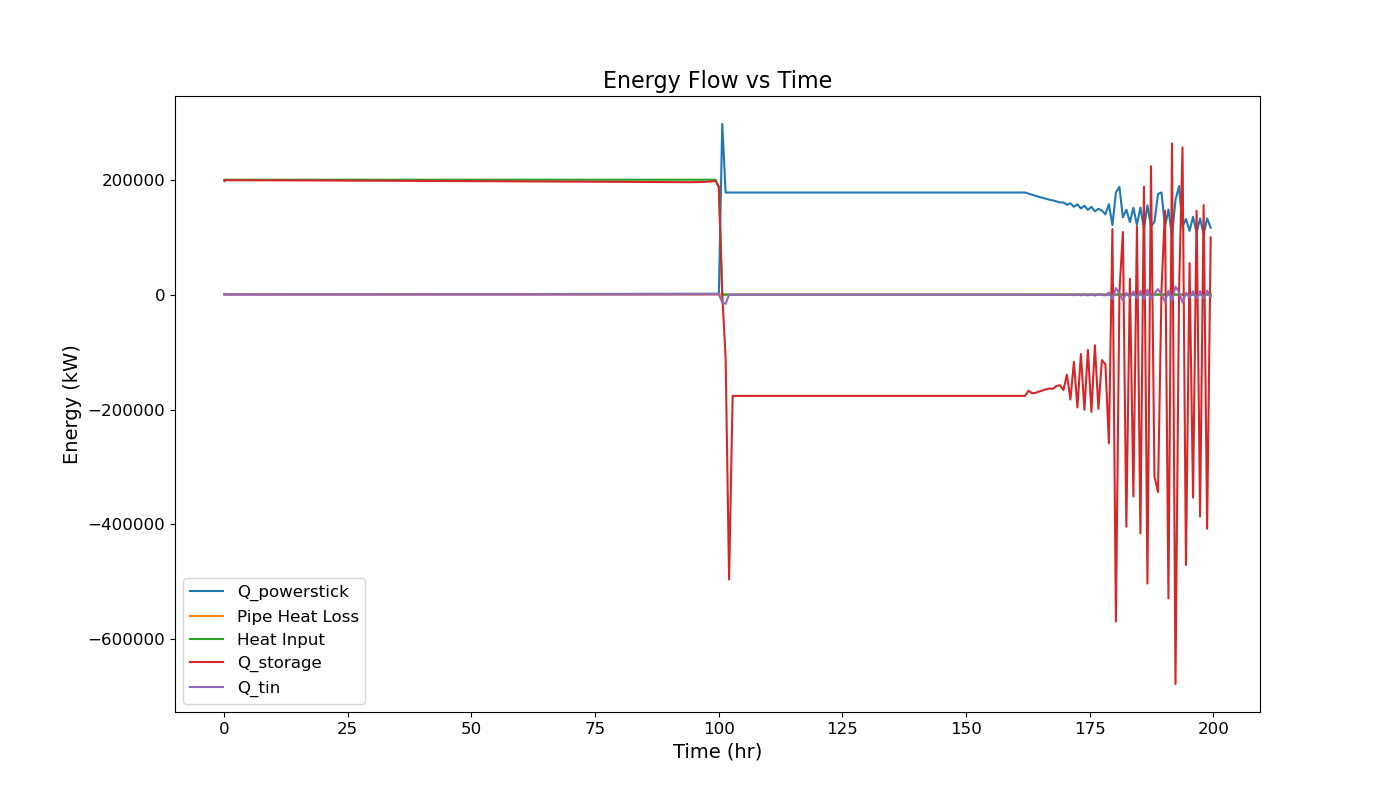 Energy Flow vs Time
200000
0
−200000
−400000
−600000
Energy (kW)
Q_powerstick
Pipe Heat Loss
Heat Input
Q_storage
Q_tin
0 25 50 75 100 125 150 175 200
Time (hr)